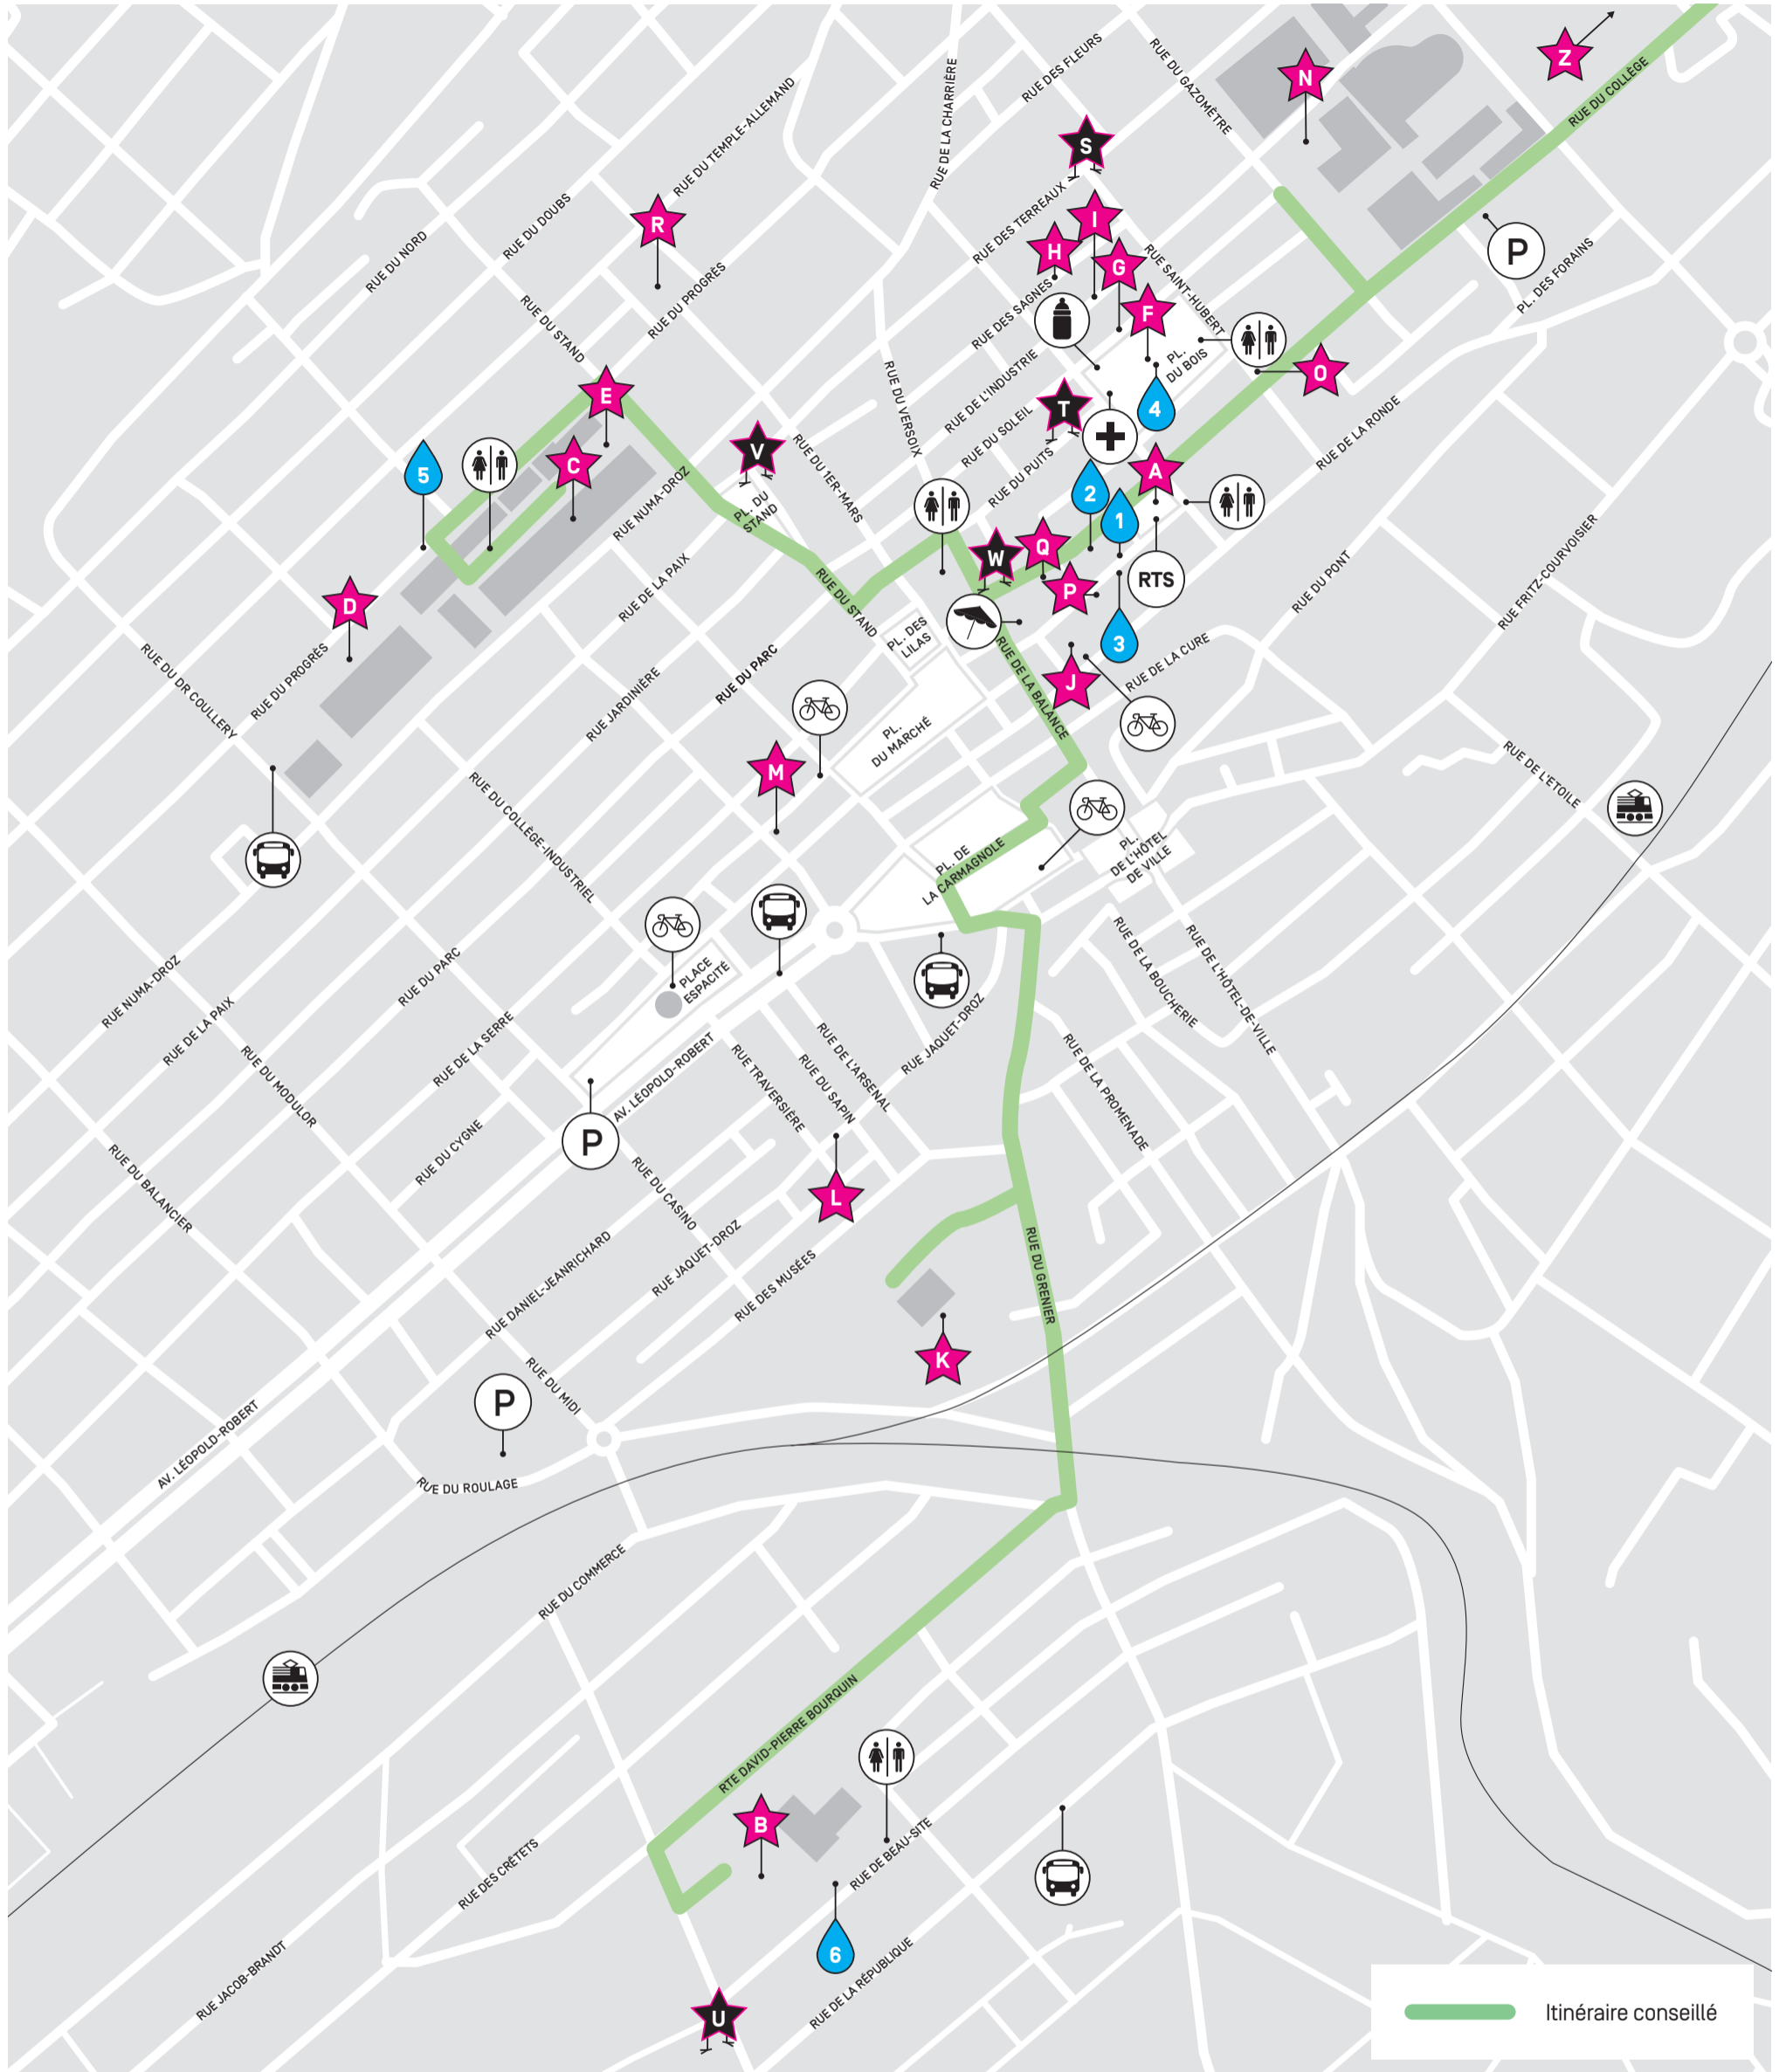 Z
RUE DU COLLÈGE
N
RUE DU GAZOMÈTRE
RUE DES FLEURS
RUE DE LA CHARRIÈRE
RUE DU TEMPLE-ALLEMAND
S
RUE DES TERREAUX
I
H
G
F
RUE SAINT-HUBERT
P
PL. DES FORAINS
R
RUE DU DOUBS
RUE DU NORD
RUE DU PROGRÈS
RUE DU STAND
RUE DES SAGNES
RUE DE L'INDUSTRIE
PL.
DU BOIS
O
E
RUE DU VERSOIX
RUE DU SOLEIL
T
4
RUE DE LA RONDE
5
C
V
RUE DU 1ER-MARS
RUE NUMA-DROZ
PL. DU
STAND
RUE DU PUITS
A
2
1
W
Q
P
RTS
RUE DU PONT
RUE FRITZ-COURVOISIER
D
RUE DE LA PAIX
RUE DU STAND
PL. DES
LILAS
3
J
RUE DE LA CURE
RUE DE LA BALANCE
RUE DU DR COULLERY
RUE DU PROGRÈS
RUE JARDINIÈRE
RUE DU PARC
PL.
DU MARCHÉ
M
RUE DE L'ETOILE
RUE DU COLLÈGE-INDUSTRIEL
PL. DE
LA CARMAGNOLE
PL.
DE L'HÔTEL
DE VILLE
PLACE
ESPACITÉ
RUE NUMA-DROZ
RUE DE LA PAIX
RUE DU PARC
RUE DE LA SERRE
RUE DU MODULOR
RUE DU CYGNE
RUE DU BALANCIER
AV. LÉOPOLD-ROBERT
P
RUE TRAVERSIÈRE
RUE DU SAPIN
RUE DE L'ARSENAL
RUE JAQUET-DROZ
RUE DE LA BOUCHERIE
RUE DE L'HÔTEL-DE-VILLE
RUE DE LA PROMENADE
L
RUE DU CASINO
RUE DANIEL-JEANRICHARD
RUE JAQUET-DROZ
RUE DES MUSÉES
RUE DU GRENIER
K
RUE DU MIDI
P
AV. LÉOPOLD-ROBERT
RUE DU ROULAGE
RUE DU COMMERCE
RTE DAVID-PIERRE BOURQUIN
B
RUE DE BEAU-SITE
RUE DES CRÊTETS
6
RUE JACOB-BRANDT
RUE DE LA RÉPUBLIQUE
U
Itinéraire conseillé